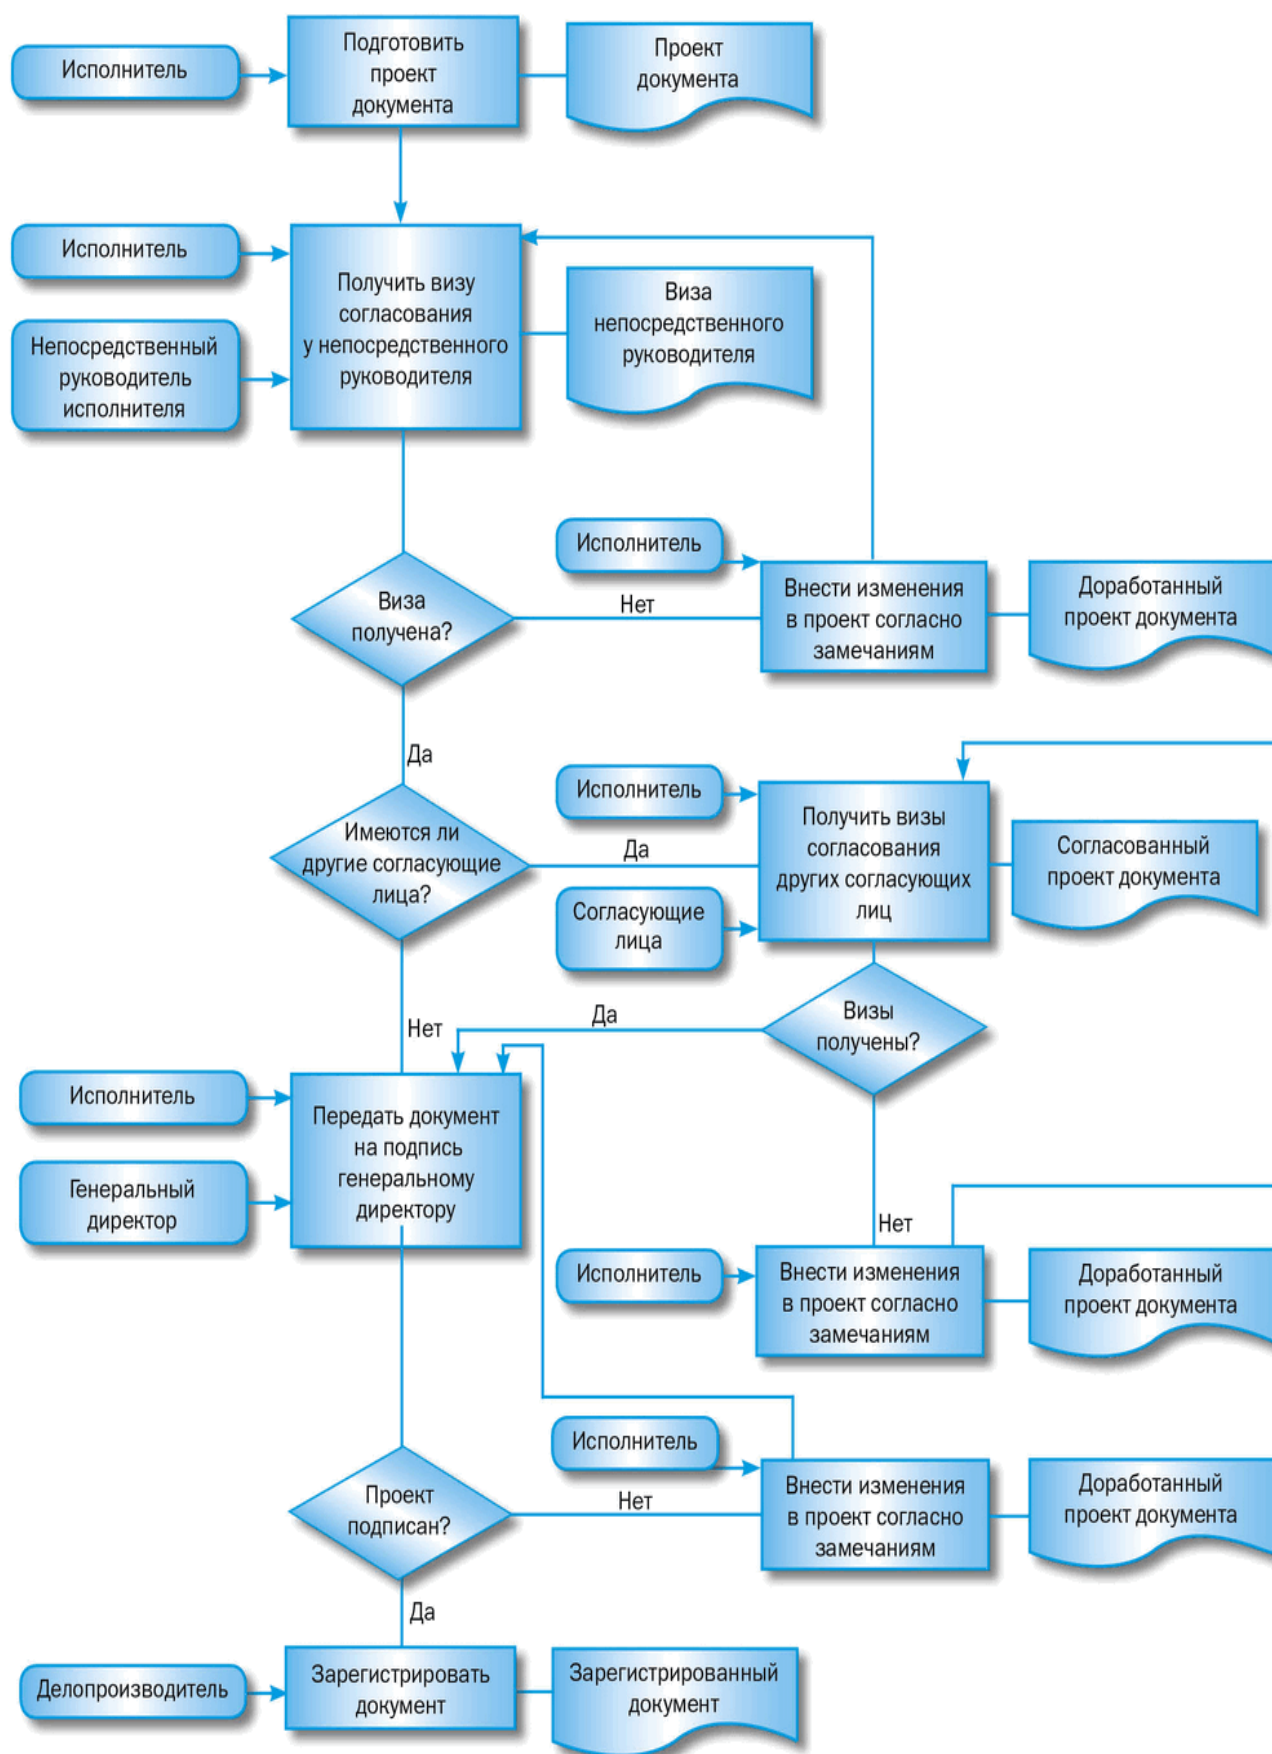 Исполнитель
Подготовить
проект
документа
Проект
документа
Исполнитель
Непосредственный
руководитель
исполнителя
Получить визу
согласования
у непосредственного
руководителя
Виза
непосредственного
руководителя
Виза
получена?
Нет
Исполнитель
Внести изменения
в проект согласно
замечаниям
Доработанный
проект документа
Да
Имеются ли
другие согласующие
лица?
Да
Исполнитель
Согласующие
лица
Получить визы
согласования
других согласующих
лиц
Согласованный
проект документа
Нет
Да
Визы
получены?
Исполнитель
Генеральный
директор
Передать документ
на подпись
генеральному
директору
Нет
Исполнитель
Внести изменения
в проект согласно
замечаниям
Доработанный
проект документа
Проект
подписан?
Нет
Исполнитель
Внести изменения
в проект согласно
замечаниям
Доработанный
проект документа
Да
Делопроизводитель
Зарегистрировать
документ
Зарегистрированный
документ